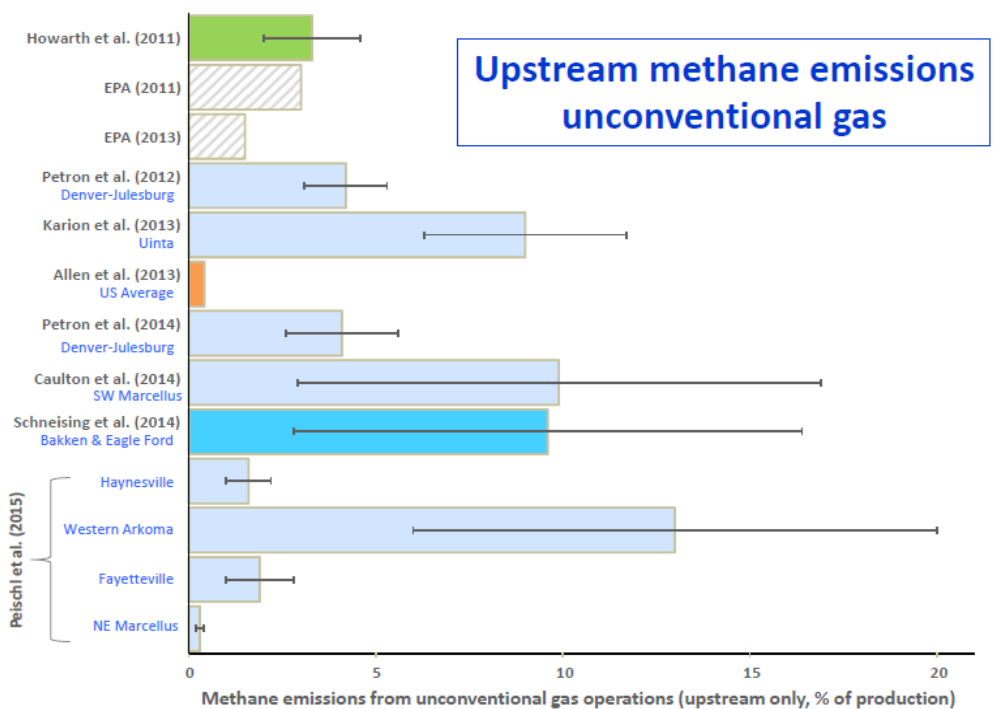 Upstream methane emissions
unconventional gas
Howarth et al. (2011)
EPA (2011)
EPA (2013)
Petron et al. (2012)
Denver-Julesburg
Karion et al. (2013)
Uinta
Allen et al. (2013)
US Average
Petron et al. (2014)
Denver-Julesburg
Caulton et al. (2014)
SW Marcellus
Schneising et al. (2014)
Bakken & Eagle Ford
Peischl et al. (2015)
Haynesville
Western Arkoma
Fayetteville
NE Marcellus
0 5 10 15 20
Methane emissions from unconventional gas operations (upstream only, % of production)